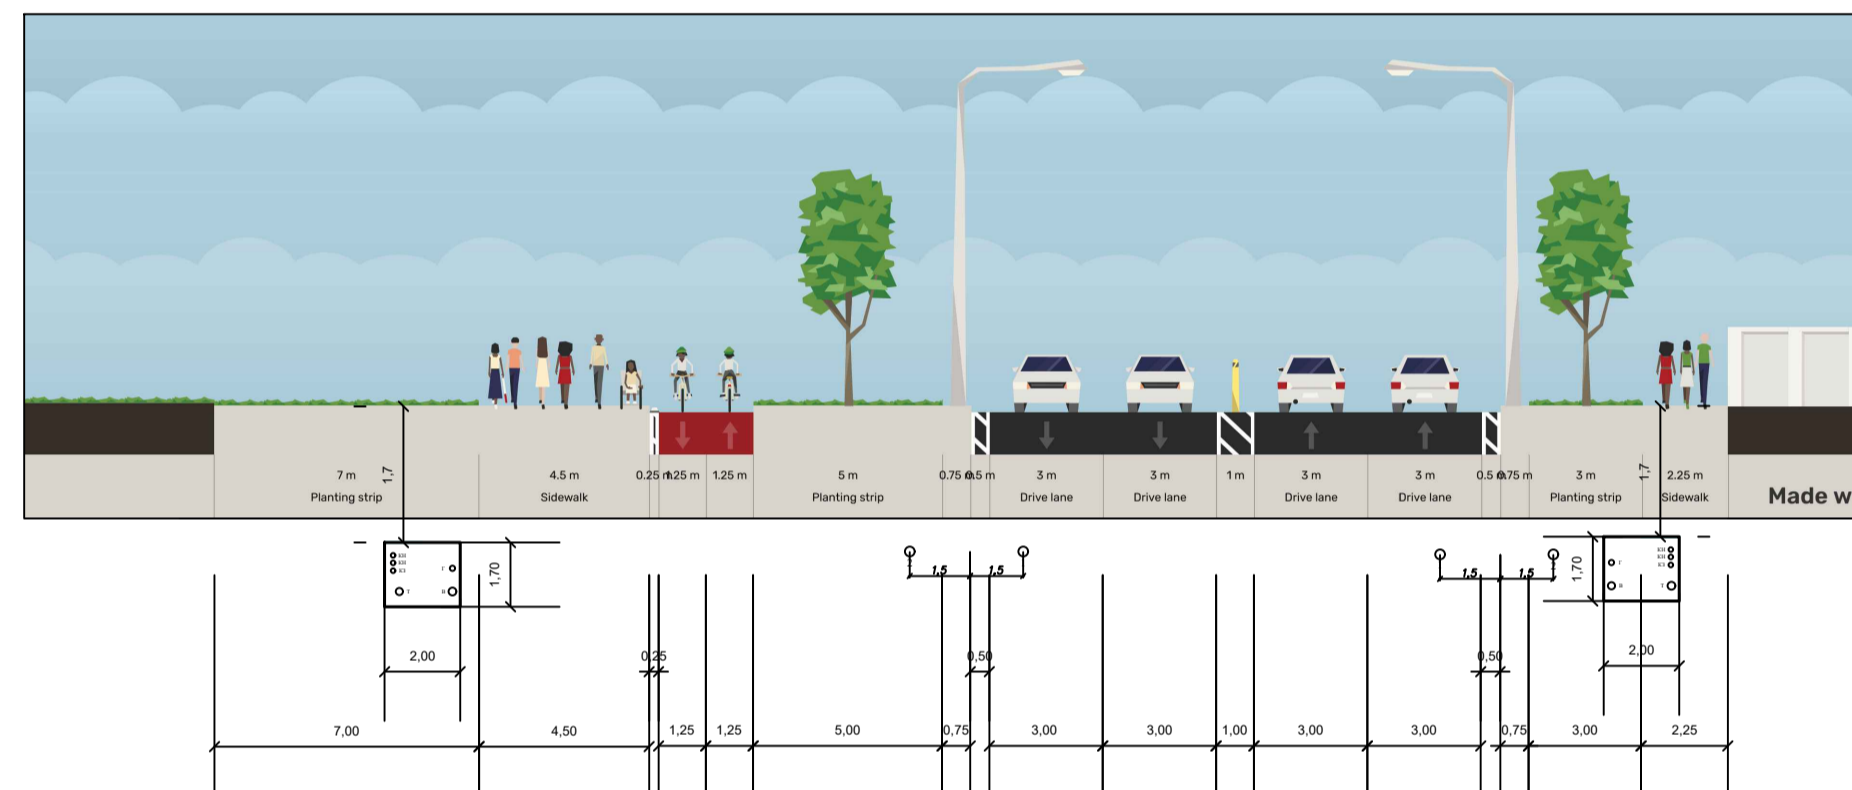 7 m 4.5 m 0.25 m 1.25 m 1.25 m 5 m 0.75 m 0.5 m 3 m 3 m 1 m 3 m 3 m 0.5 m 0.75 m 3 m 2.25 m
1,7 1,7
Planting strip Sidewalk Planting strip Drive lane Drive lane Drive lane Drive lane Planting strip Sidewalk Made w
1,70 1.5 1.5 1.5 1.5 1,70
Г Г
Т В В Т
2,00 0,25 0,50 0,50 2,00
7,00 4,50 1,25 1,25 5,00 0,75 3,00 3,00 1,00 3,00 3,00 0,75 3,00 2,25